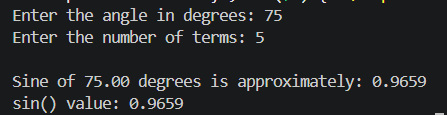 Enter the angle in degrees: 75
Enter the number of terms: 5
Sine of 75.00 degrees is approximately: 0.9659
sin() value: 0.9659